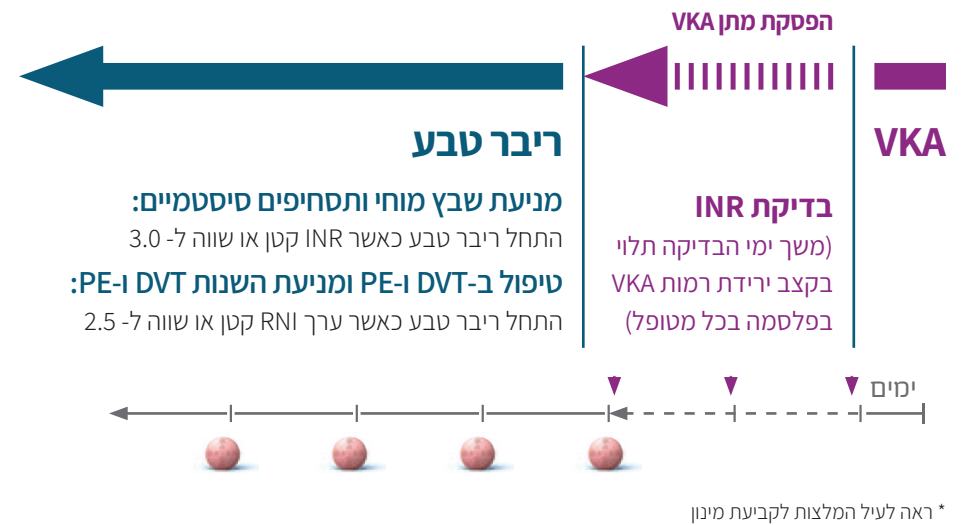 הפסקת מתן VKA
VKA
בדיקת INR
(משך ימי הבדיקה תלוי
בקצב ירידת רמות VKA
בפלסמה בכל מטופל)
ריבר טבע
מניעת שבץ מוחי ותסחיפים סיסטמיים:
התחל ריבר טבע כאשר INR קטן או שווה ל- 3.0
טיפול ב-DVT ו-PE ומניעת השנות DVT ו-PE:
התחל ריבר טבע כאשר ערך RNI קטן או שווה ל- 2.5
ימים
* ראה לעיל המלצות לקביעת מינון